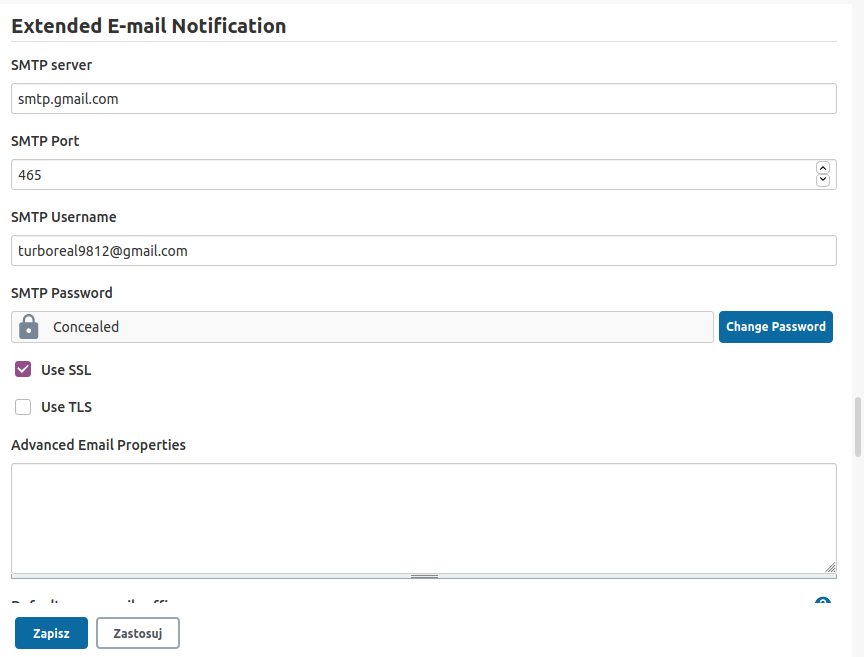 Extended E-mail Notification
SMTP server
smtp.gmail.com
SMTP Port
465
SMTP Username
turboreal9812@gmail.com
SMTP Password
Concealed
Change Password
Use SSL
Use TLS
Advanced Email Properties
Zapisz
Zastosuj